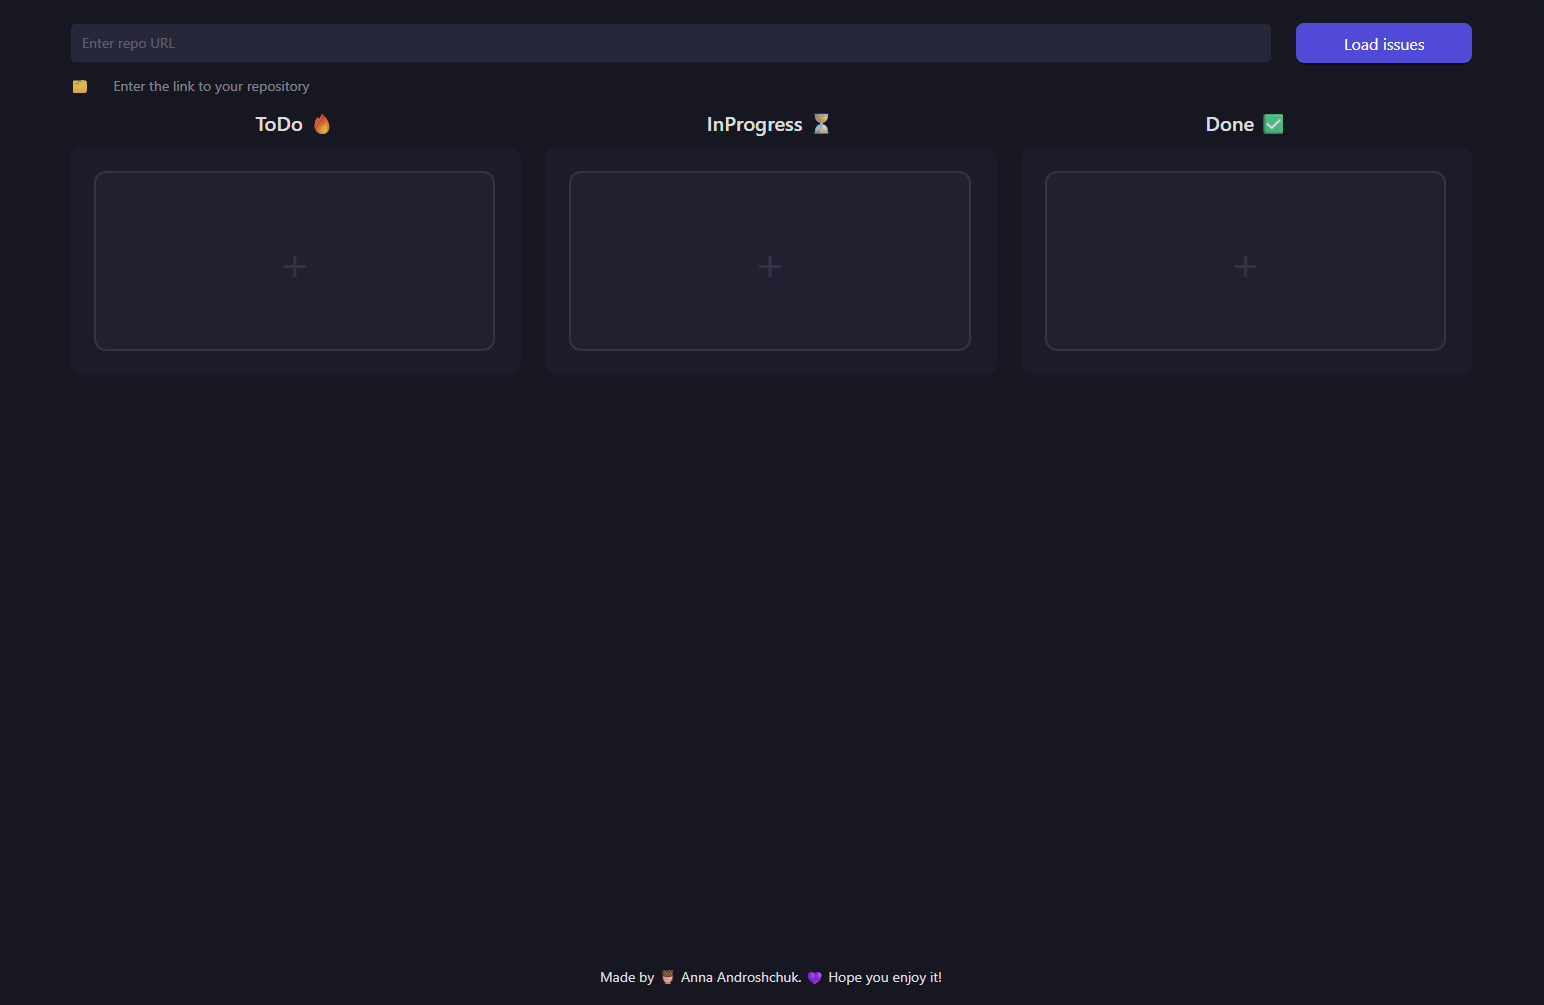 Enter repo URL
Load issues
🗂️ Enter the link to your repository
ToDo 🔥
InProgress ⏳
Done ✅
+
+
+
Made by 🦉 Anna Androshchuk. 💜 Hope you enjoy it!